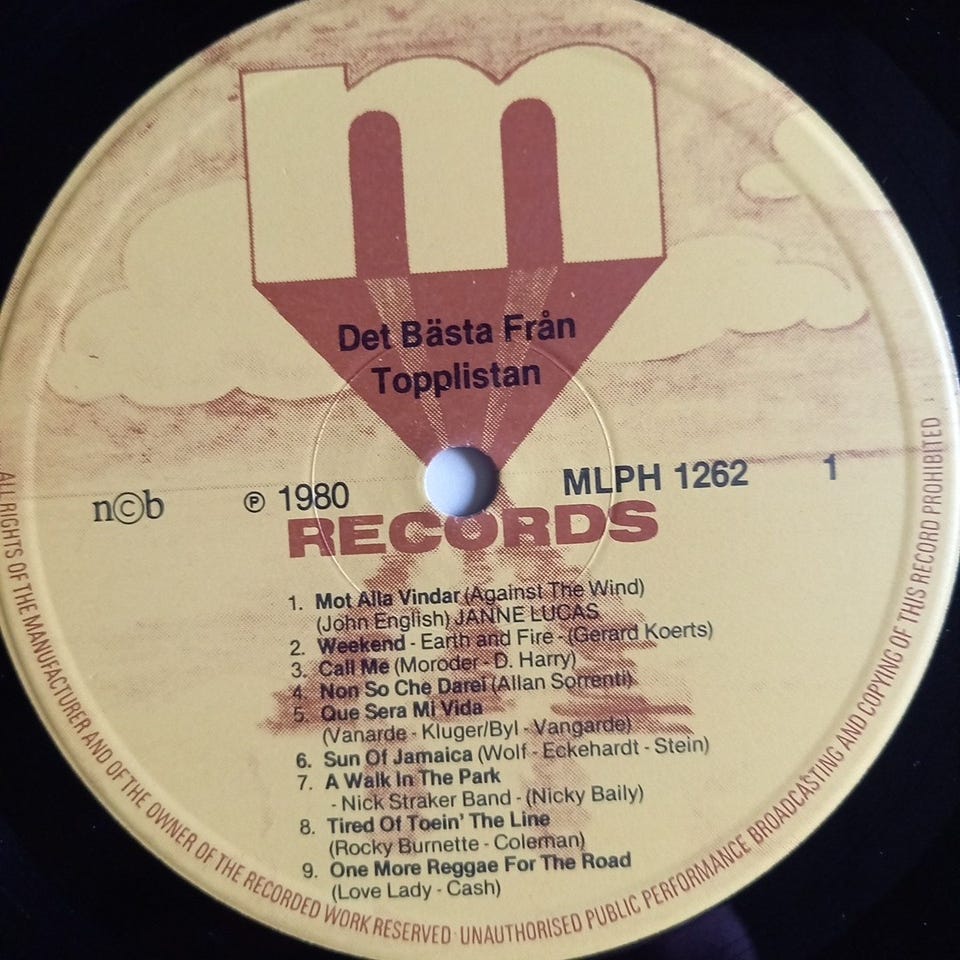 m
Det Bästa Från
Topplistan
n©b ℗ 1980 MLPH 1262 1
RECORDS
1. Mot Alla Vindar (Against The Wind)
(John English) JANNE LUCAS
2. Weekend - Earth and Fire - (Gerard Koerts)
3. Call Me (Moroder - D. Harry)
4. Non So Che Darei (Allan Sorrenti)
5. Que Sera Mi Vida
(Vanarde - Kluger/Byl - Vangarde)
6. Sun Of Jamaica (Wolf - Eckehardt - Stein)
7. A Walk In The Park
- Nick Straker Band - (Nicky Baily)
8. Tired Of Toein' The Line
(Rocky Burnette - Coleman)
9. One More Reggae For The Road
(Love Lady - Cash)
ALL RIGHTS OF THE MANUFACTURER AND OF THE OWNER OF THE RECORDED WORK RESERVED · UNAUTHORISED PUBLIC PERFORMANCE BROADCASTING AND COPYING OF THIS RECORD PROHIBITED